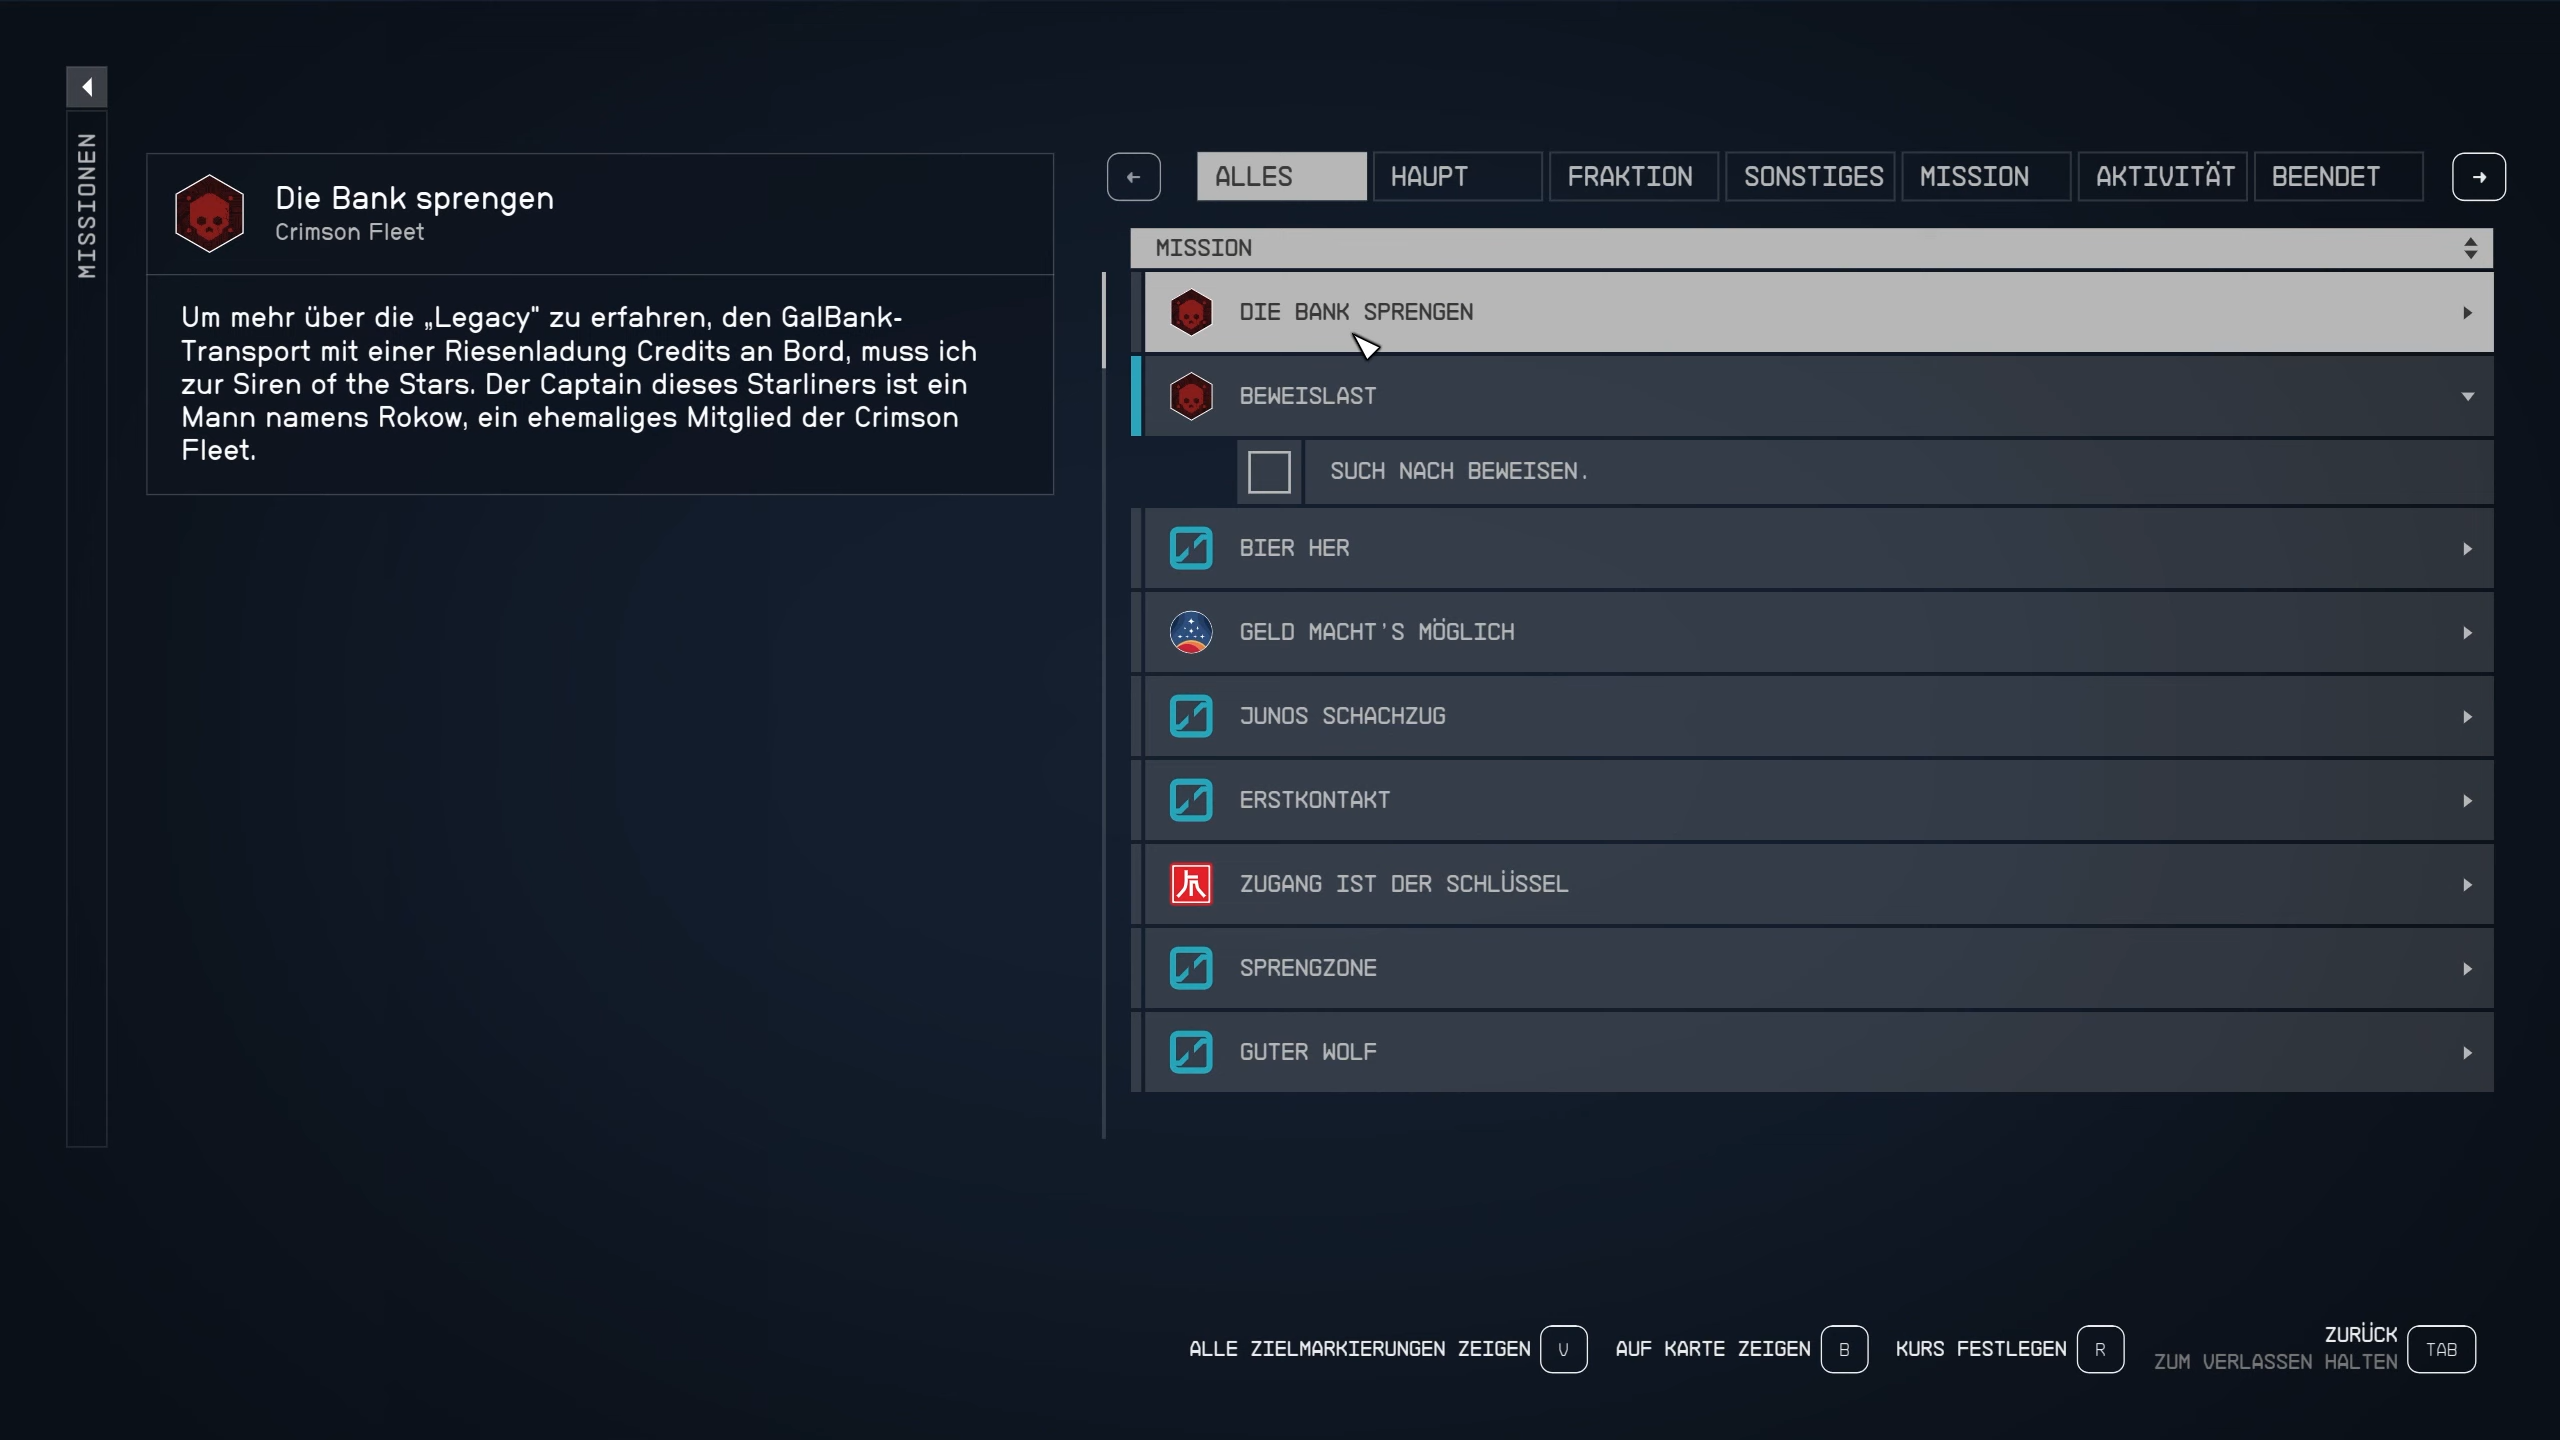 MISSIONEN
Die Bank sprengen
Crimson Fleet
Um mehr über die „Legacy" zu erfahren, den GalBank-
Transport mit einer Riesenladung Credits an Bord, muss ich
zur Siren of the Stars. Der Captain dieses Starliners ist ein
Mann namens Rokow, ein ehemaliges Mitglied der Crimson
Fleet.
ALLES HAUPT FRAKTION SONSTIGES MISSION AKTIVITÄT BEENDET
MISSION
DIE BANK SPRENGEN
BEWEISLAST
SUCH NACH BEWEISEN.
BIER HER
GELD MACHT'S MÖGLICH
JUNOS SCHACHZUG
ERSTKONTAKT
ZUGANG IST DER SCHLÜSSEL
SPRENGZONE
GUTER WOLF
ALLE ZIELMARKIERUNGEN ZEIGEN V AUF KARTE ZEIGEN B KURS FESTLEGEN R ZURÜCK TAB
ZUM VERLASSEN HALTEN